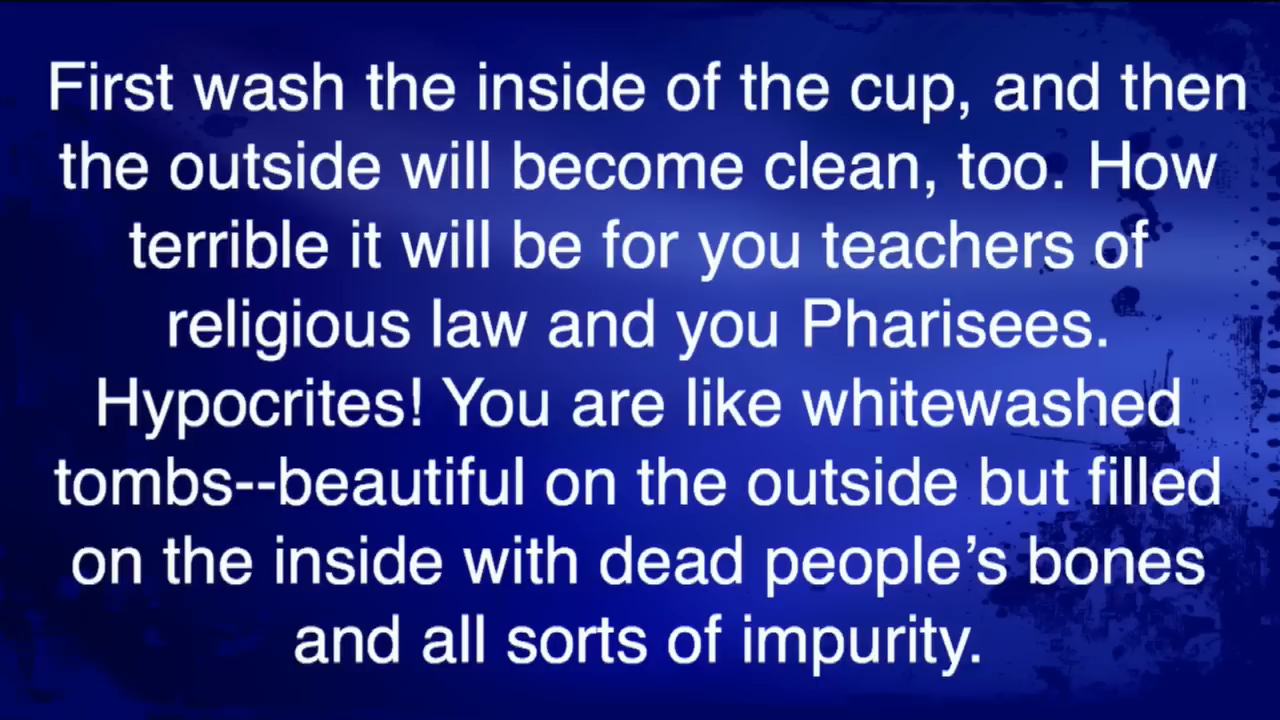 First wash the inside of the cup, and then
the outside will become clean, too. How
terrible it will be for you teachers of
religious law and you Pharisees.
Hypocrites! You are like whitewashed
tombs--beautiful on the outside but filled
on the inside with dead people’s bones
and all sorts of impurity.